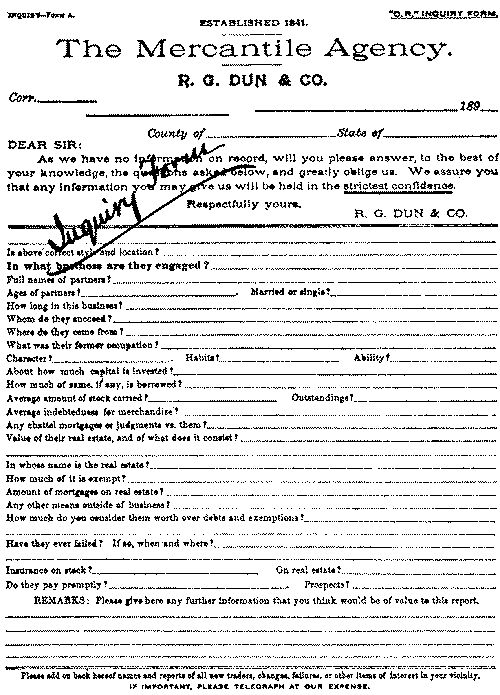 INQUIRY—FORM A.
"O. R." INQUIRY FORM.
ESTABLISHED 1841.
The Mercantile Agency.
R. G. DUN & CO.
Corr.
189
County of State of
DEAR SIR:
As we have no information on record, will you please answer, to the best of
your knowledge, the questions asked below, and greatly oblige us. We assure you
that any information you may give us will be held in the strictest confidence.
Inquiry Form
Respectfully yours,
R. G. DUN & CO.
Is above correct style and location?
In what business are they engaged?
Full names of partners?
Ages of partners? Married or single?
How long in this business?
Whom do they succeed?
Where do they come from?
What was their former occupation?
Character? Habits? Ability?
About how much capital is invested?
How much of same, if any, is borrowed?
Average amount of stock carried? Outstandings?
Average indebtedness for merchandise?
Any chattel mortgages or judgments vs. them?
Value of their real estate, and of what does it consist?
In whose name is the real estate?
How much of it is exempt?
Amount of mortgages on real estate?
Any other means outside of business?
How much do you consider them worth over debts and exemptions?
Have they ever failed? If so, when and where?
Insurance on stock? On real estate?
Do they pay promptly? Prospects?
REMARKS: Please give here any further information that you think would be of value to this report.
Please add on back hereof names and reports of all new traders, changes, failures, or other items of interest in your vicinity.
IF IMPORTANT, PLEASE TELEGRAPH AT OUR EXPENSE.